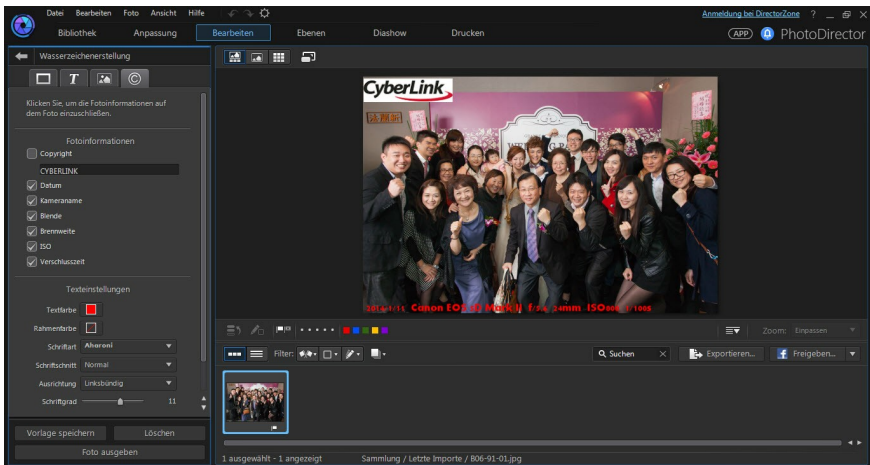 Datei Bearbeiten Foto Ansicht Hilfe
Anmeldung bei DirectorZone ?
Bibliothek Anpassung Bearbeiten Ebenen Diashow Drucken
APP PhotoDirector
Wasserzeichenerstellung
T ©
Klicken Sie, um die Fotoinformationen auf
dem Foto einzuschließen.
Fotoinformationen
Copyright
CYBERLINK
Datum
Kameraname
Blende
Brennweite
ISO
Verschlusszeit
Texteinstellungen
Textfarbe
Rahmenfarbe
Schriftart Aharoni
Schriftschnitt Normal
Ausrichtung Linksbündig
Schriftgrad 11
Vorlage speichern Löschen
Foto ausgeben
CyberLink
Canon EOS Mark II
Zoom: Einpassen
Filter:
Suchen
Exportieren...
Freigeben...
1 ausgewählt - 1 angezeigt Sammlung / Letzte Importe / B06-91-01.jpg